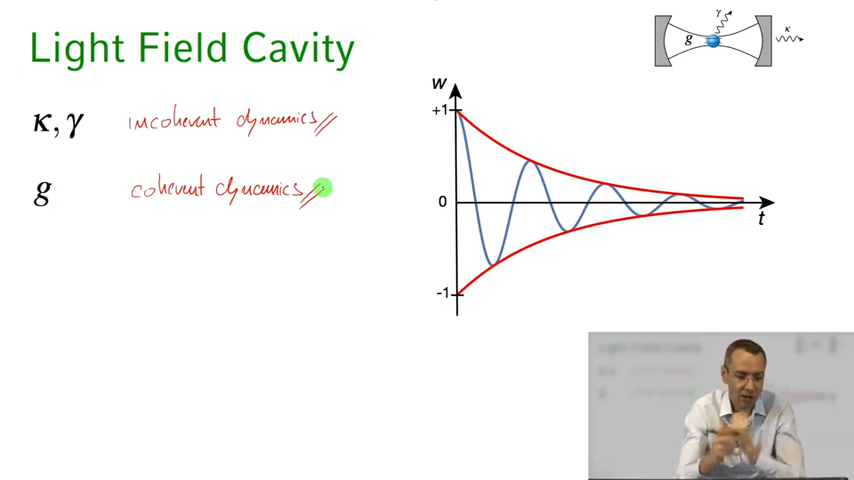 Light Field Cavity
κ, γ incoherent dynamics
g coherent dynamics
g
γ
κ
w
+1
0
-1
t